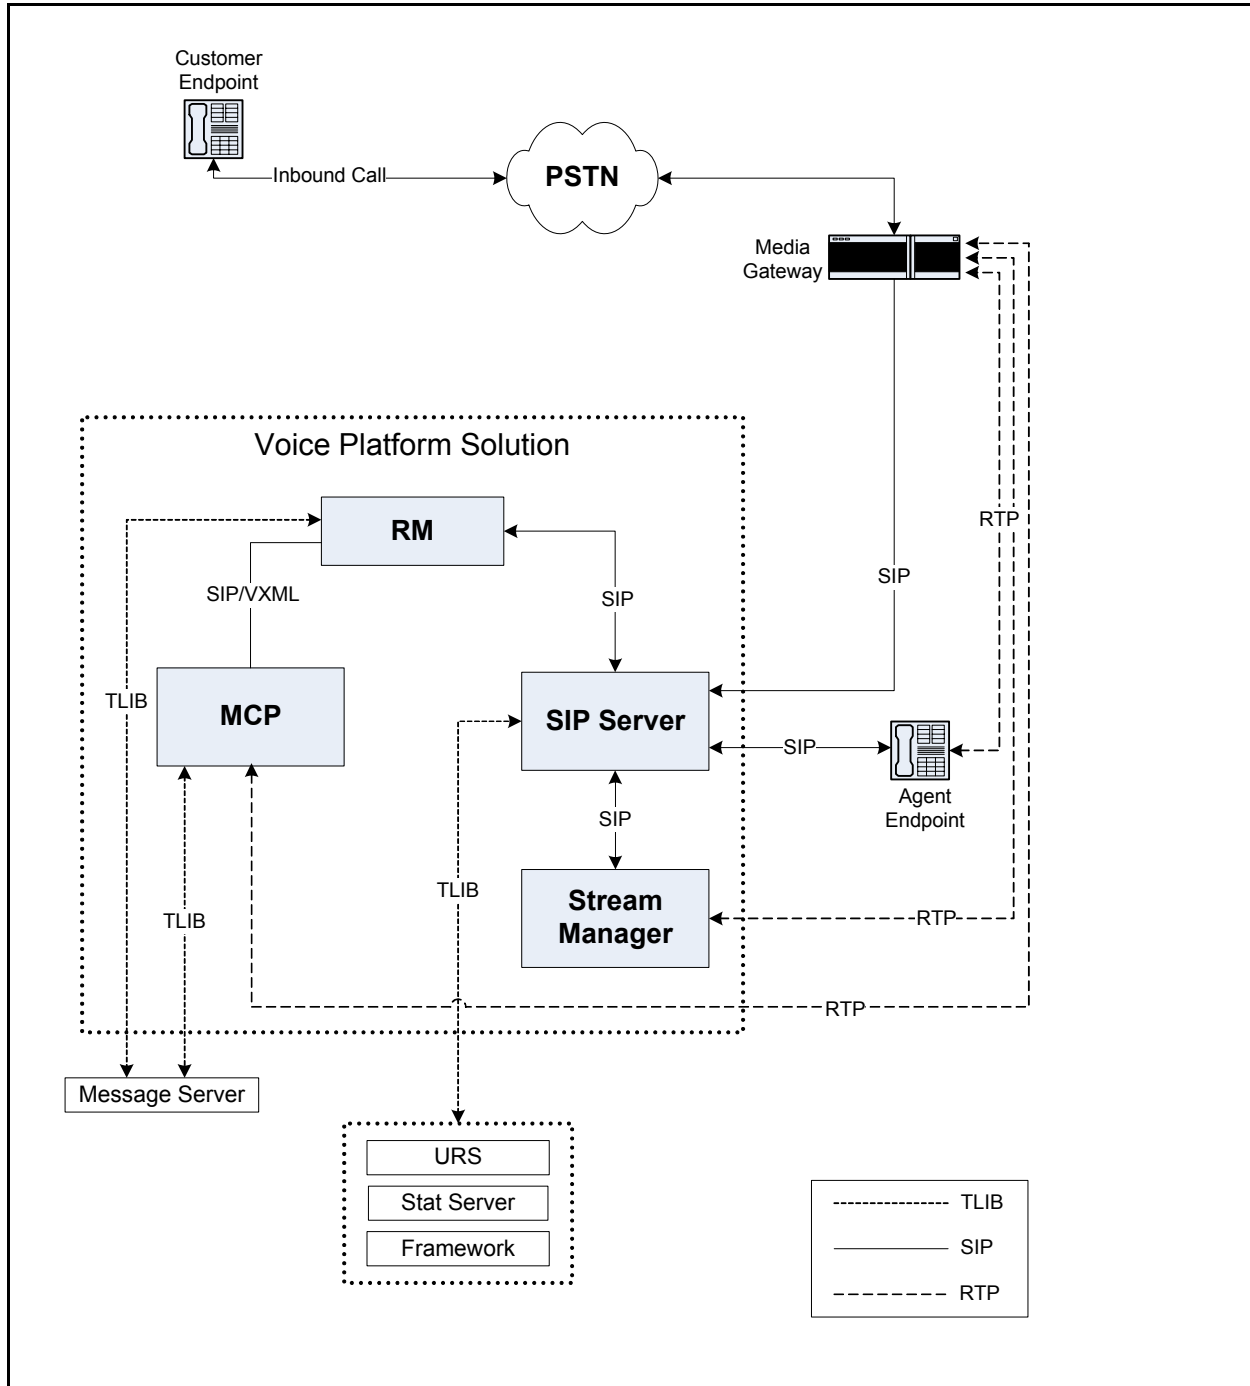 Customer
Endpoint
Inbound Call
PSTN
Media
Gateway
Voice Platform Solution
RM
RTP
SIP
SIP/VXML
SIP
TLIB
MCP
SIP Server
SIP
Agent
Endpoint
SIP
TLIB
Stream
Manager
TLIB
RTP
RTP
Message Server
URS
Stat Server
Framework
TLIB
SIP
RTP